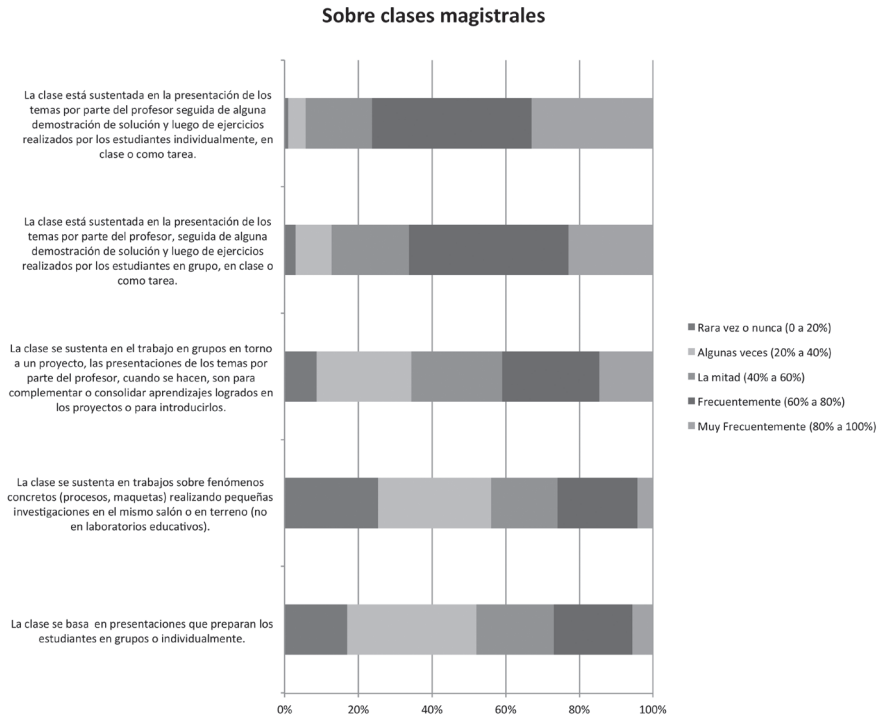 Sobre clases magistrales
La clase está sustentada en la presentación de los
temas por parte del profesor seguida de alguna
demostración de solución y luego de ejercicios
realizados por los estudiantes individualmente, en
clase o como tarea.
La clase está sustentada en la presentación de los
temas por parte del profesor, seguida de alguna
demostración de solución y luego de ejercicios
realizados por los estudiantes en grupo, en clase o
como tarea.
La clase se sustenta en el trabajo en grupos en torno
a un proyecto, las presentaciones de los temas por
parte del profesor, cuando se hacen, son para
complementar o consolidar aprendizajes logrados en
los proyectos o para introducirlos.
La clase se sustenta en trabajos sobre fenómenos
concretos (procesos, maquetas) realizando pequeñas
investigaciones en el mismo salón o en terreno (no
en laboratorios educativos).
La clase se basa en presentaciones que preparan los
estudiantes en grupos o individualmente.
0% 20% 40% 60% 80% 100%
Rara vez o nunca (0 a 20%)
Algunas veces (20% a 40%)
La mitad (40% a 60%)
Frecuentemente (60% a 80%)
Muy Frecuentemente (80% a 100%)